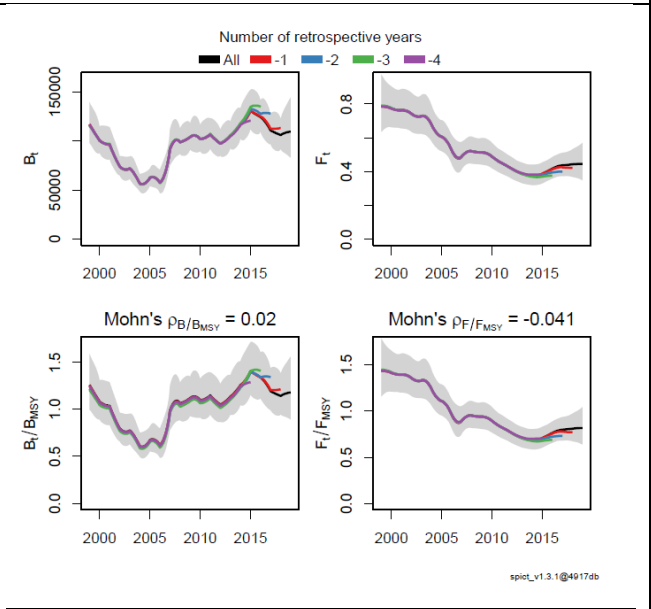 Number of retrospective years
All -1 -2 -3 -4
150000
50000
0
Bt
2000 2005 2010 2015
0.8
0.4
0.0
Ft
2000 2005 2010 2015
Mohn's ρB/BMSY = 0.02
1.5
1.0
0.5
0.0
Bt/BMSY
2000 2005 2010 2015
Mohn's ρF/FMSY = -0.041
1.5
1.0
0.5
0.0
Ft/FMSY
2000 2005 2010 2015
spict_v1.3.1@4917db